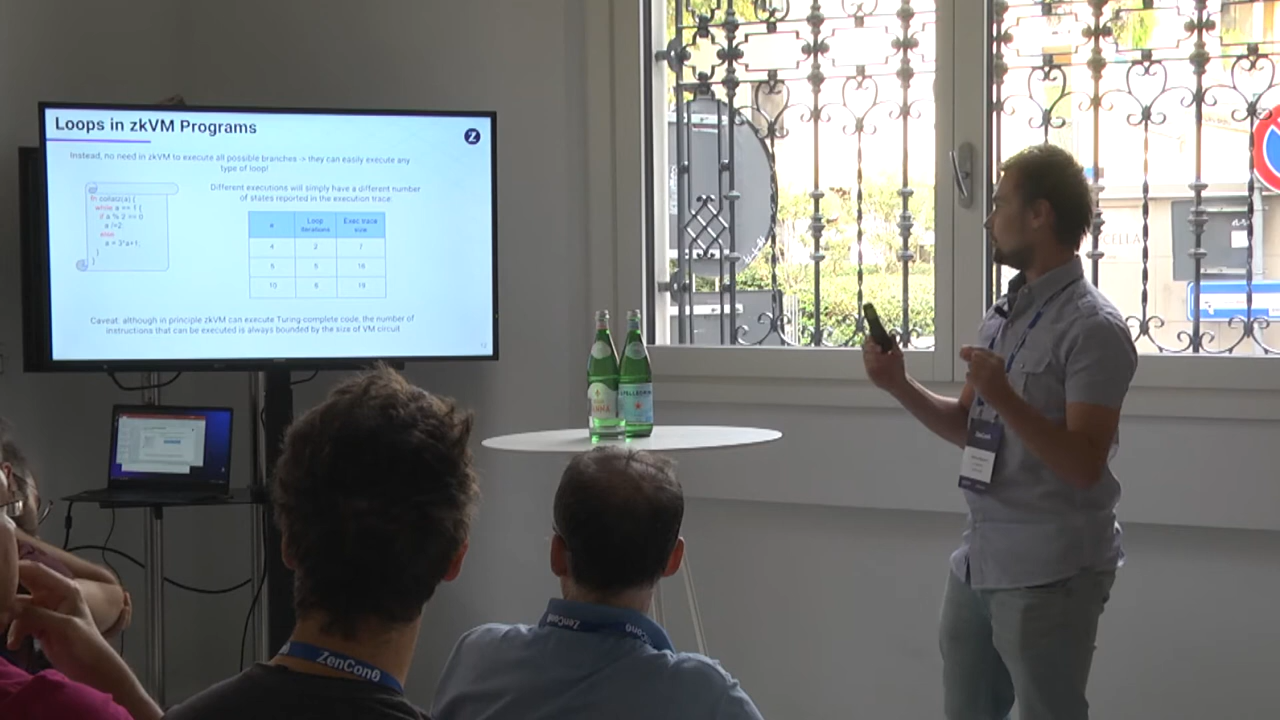 Loops in zkVM Programs
Z
Instead, no need in zkVM to execute all possible branches -> they can easily execute any
type of loop!
fn collatz(a) {
while a == 1 {
if a % 2 == 0
a /=2
else
a = 3*a+1;
}
}
Different executions will simply have a different number
of states reported in the execution trace:
a
Loop
iterations
Exec trace
size
4
2
7
5
5
16
10
6
19
Caveat: although in principle zkVM can execute Turing complete code, the number of
instructions that can be executed is always bounded by the size of VM circuit
12
ZenCon0
ZenCon0
ZenCon0